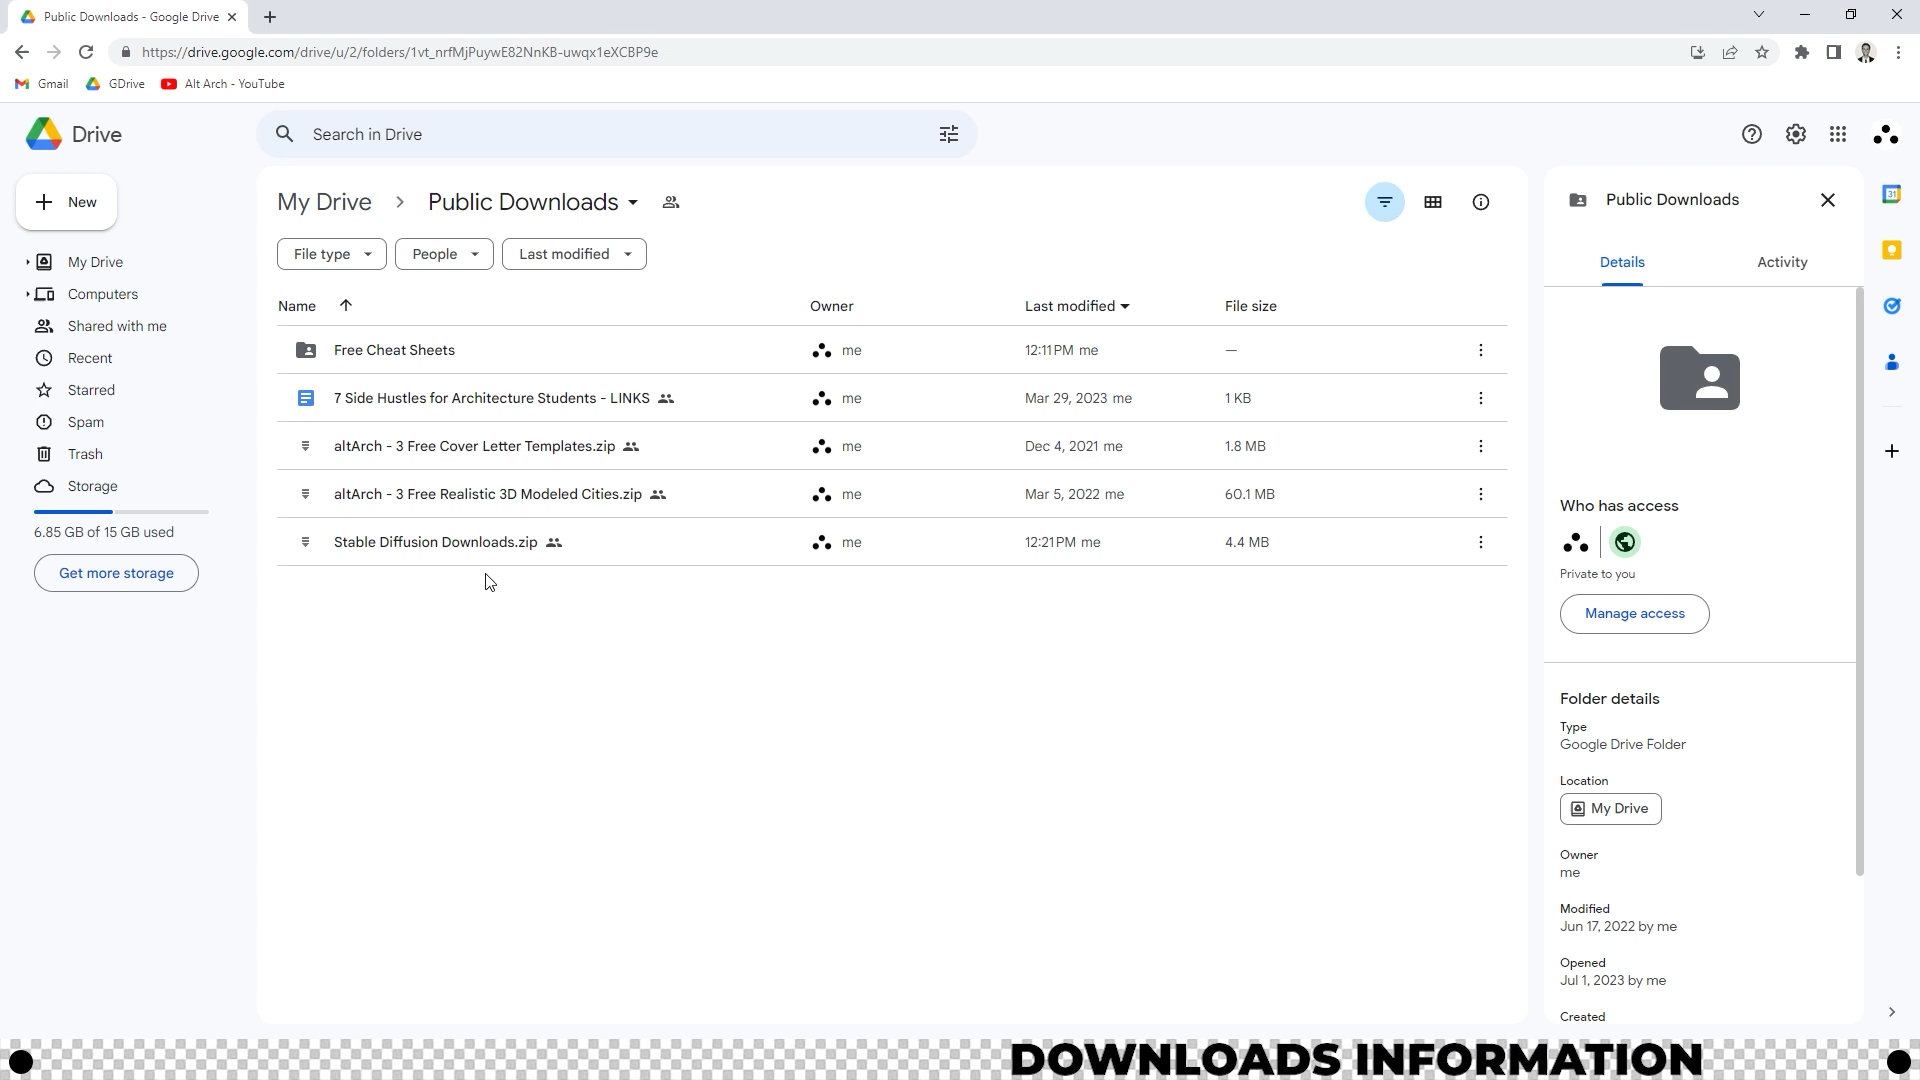 Public Downloads - Google Drive
https://drive.google.com/drive/u/2/folders/1vt_nrfMjPuywE82NnKB-uwqx1eXCBP9e
Gmail GDrive Alt Arch - YouTube
Drive
Search in Drive
New
My Drive
Computers
Shared with me
Recent
Starred
Spam
Trash
Storage
6.85 GB of 15 GB used
Get more storage
My Drive > Public Downloads
File type People Last modified
Name Owner Last modified File size
Free Cheat Sheets me 12:11 PM me —
7 Side Hustles for Architecture Students - LINKS me Mar 29, 2023 me 1 KB
altArch - 3 Free Cover Letter Templates.zip me Dec 4, 2021 me 1.8 MB
altArch - 3 Free Realistic 3D Modeled Cities.zip me Mar 5, 2022 me 60.1 MB
Stable Diffusion Downloads.zip me 12:21 PM me 4.4 MB
Public Downloads
Details Activity
Who has access
Private to you
Manage access
Folder details
Type
Google Drive Folder
Location
My Drive
Owner
me
Modified
Jun 17, 2022 by me
Opened
Jul 1, 2023 by me
Created
31
DOWNLOADS INFORMATION